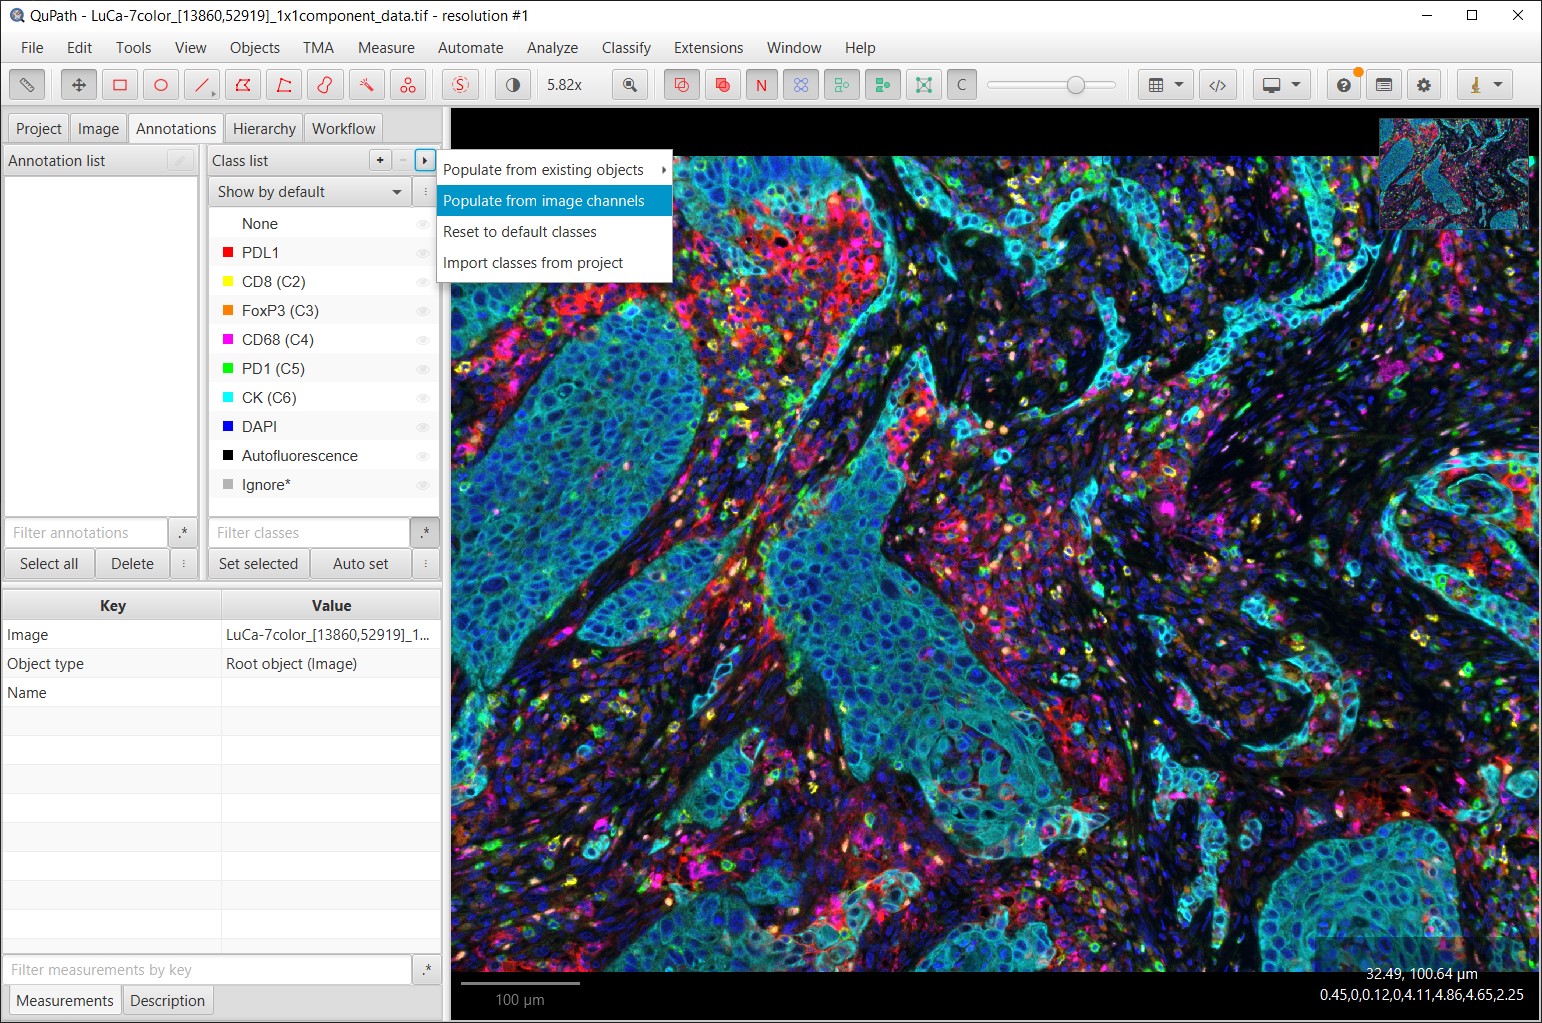 QuPath - LuCa-7color_[13860,52919]_1x1component_data.tif - resolution #1
File Edit Tools View Objects TMA Measure Automate Analyze Classify Extensions Window Help
S 5.82x N C </> ?
Project Image Annotations Hierarchy Workflow
Annotation list
Class list + -
Show by default
None
PDL1
CD8 (C2)
FoxP3 (C3)
CD68 (C4)
PD1 (C5)
CK (C6)
DAPI
Autofluorescence
Ignore*
Populate from existing objects
Populate from image channels
Reset to default classes
Import classes from project
Filter annotations .*
Filter classes .*
Select all Delete
Set selected Auto set
Key Value
Image LuCa-7color_[13860,52919]_1...
Object type Root object (Image)
Name
Filter measurements by key .*
Measurements Description
100 µm
32.49, 100.64 µm
0.45,0,0.12,0,4.11,4.86,4.65,2.25